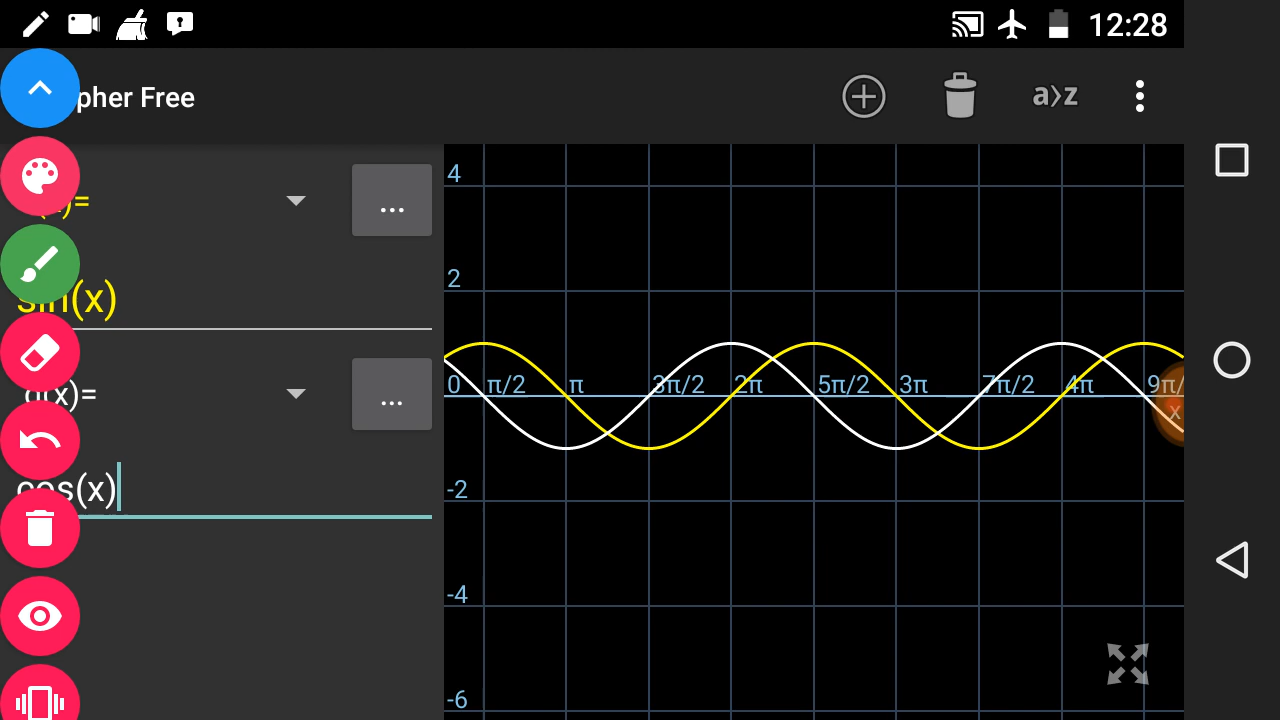 12:28
pher Free
a>z
)=
...
sin(x)
g(x)=
...
cos(x)
4
2
0 π/2 π 3π/2 2π 5π/2 3π 7π/2 4π 9π/
x
-2
-4
-6